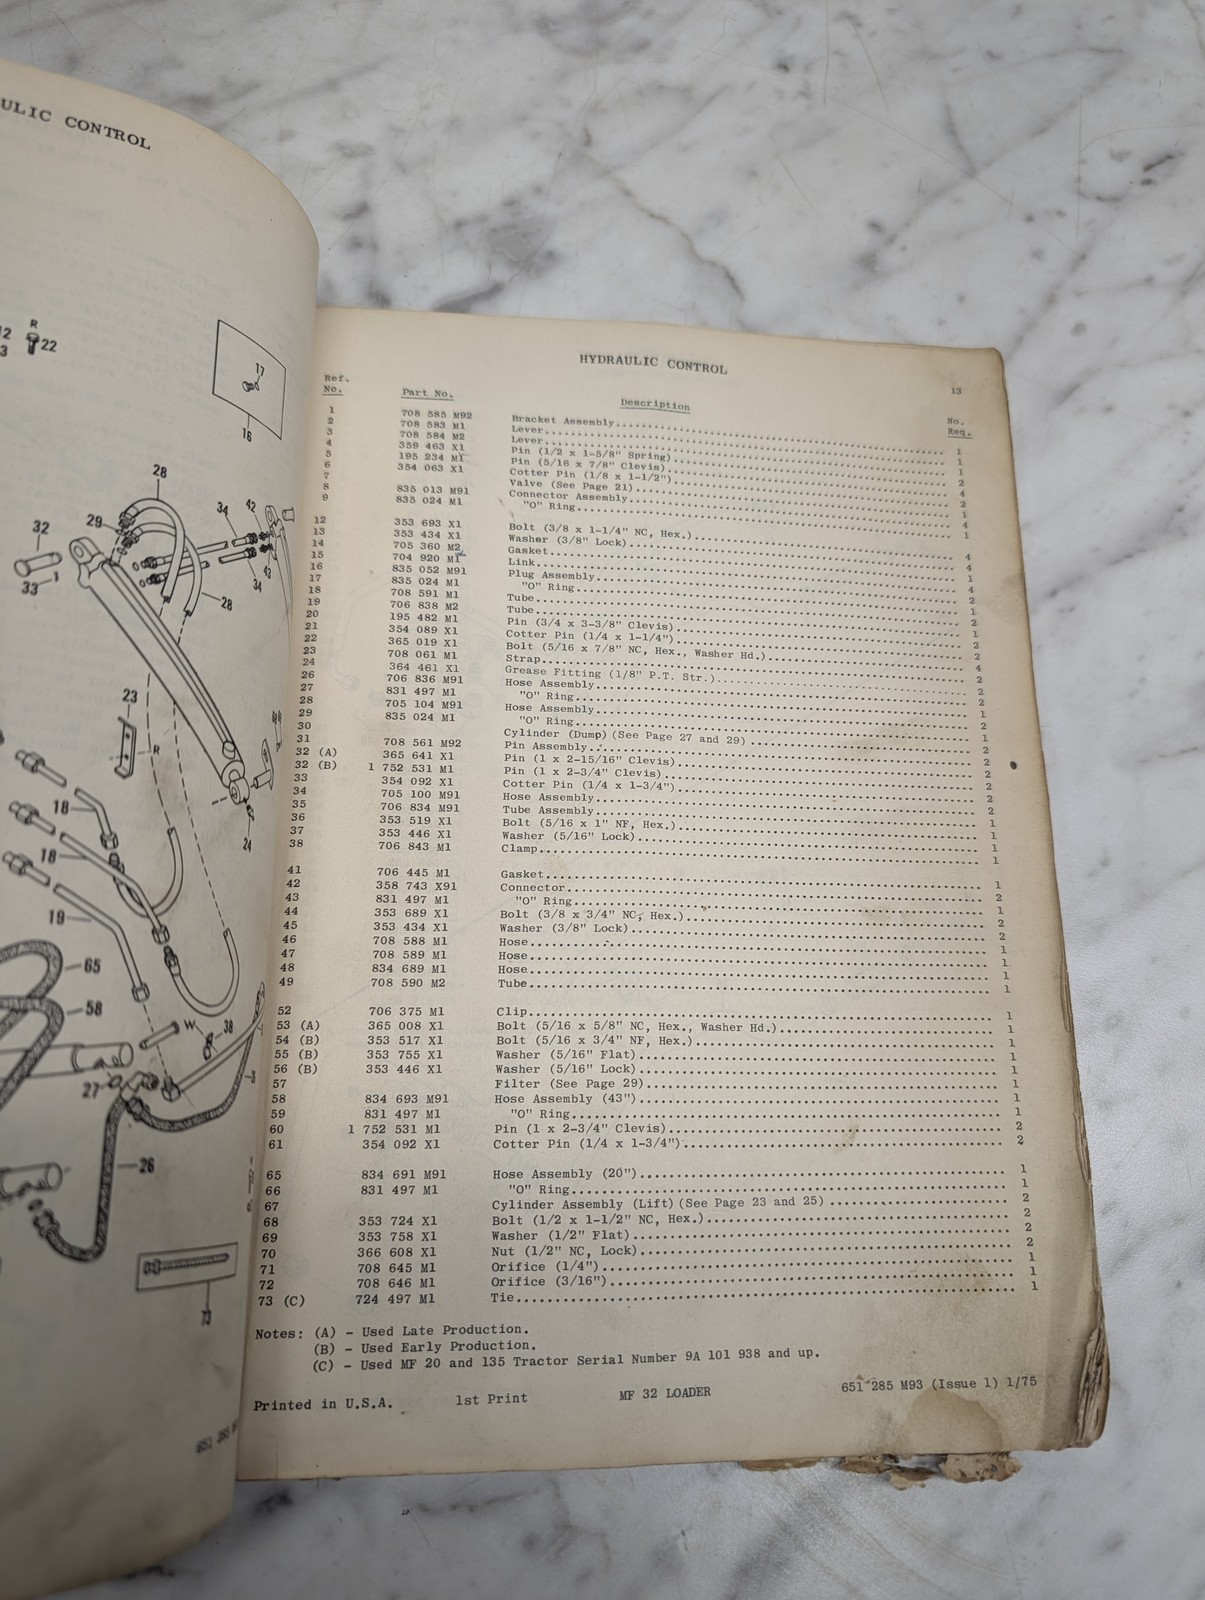 ULIC CONTROL
R
22
17
16
28
29
34
42
32
33
43
34
28
23
R
18
18
19
24
65
58
W
38
27
26
73
HYDRAULIC CONTROL
13
Ref. No. Part No. Description No. Req.
1 708 585 M92 Bracket Assembly 1
2 708 583 M1 Lever 1
3 708 584 M2 Lever 1
4 359 463 X1 Pin (1/2 x 1-5/8" Spring) 2
5 195 234 M1 Pin (5/16 x 7/8" Clevis) 4
6 354 063 X1 Cotter Pin (1/8 x 1-1/2") 2
7 Valve (See Page 21) 1
8 835 013 M91 Connector Assembly 4
9 835 024 M1 "O" Ring 1
12 353 693 X1 Bolt (3/8 x 1-1/4" NC, Hex.) 4
13 353 434 X1 Washer (3/8" Lock) 4
14 705 360 M2 Gasket 1
15 704 920 M1 Link 4
16 835 052 M91 Plug Assembly 2
17 835 024 M1 "O" Ring 1
18 708 591 M1 Tube 2
19 706 838 M2 Tube 1
20 195 482 M1 Pin (3/4 x 3-3/8" Clevis) 2
21 354 089 X1 Cotter Pin (1/4 x 1-1/4") 2
22 365 019 X1 Bolt (5/16 x 7/8" NC, Hex., Washer Hd.) 4
23 708 061 M1 Strap 2
24 364 461 X1 Grease Fitting (1/8" P.T. Str.) 2
26 706 836 M91 Hose Assembly 2
27 831 497 M1 "O" Ring 1
28 705 104 M91 Hose Assembly 2
29 835 024 M1 "O" Ring 1
30 Cylinder (Dump) (See Page 27 and 29) 2
31 708 561 M92 Pin Assembly 2
32 (A) 365 641 X1 Pin (1 x 2-15/16" Clevis) 2
32 (B) 1 752 531 M1 Pin (1 x 2-3/4" Clevis) 2
33 354 092 X1 Cotter Pin (1/4 x 1-3/4") 2
34 705 100 M91 Hose Assembly 2
35 706 834 M91 Tube Assembly 1
36 353 519 X1 Bolt (5/16 x 1" NF, Hex.) 1
37 353 446 X1 Washer (5/16" Lock) 1
38 706 843 M1 Clamp 1
41 706 445 M1 Gasket 1
42 358 743 X91 Connector 2
43 831 497 M1 "O" Ring 1
44 353 689 X1 Bolt (3/8 x 3/4" NC, Hex.) 2
45 353 434 X1 Washer (3/8" Lock) 2
46 708 588 M1 Hose 1
47 708 589 M1 Hose 1
48 834 689 M1 Hose 1
49 708 590 M2 Tube 1
52 706 375 M1 Clip 1
53 (A) 365 008 X1 Bolt (5/16 x 5/8" NC, Hex., Washer Hd.) 1
54 (B) 353 517 X1 Bolt (5/16 x 3/4" NF, Hex.) 1
55 (B) 353 755 X1 Washer (5/16" Flat) 1
56 (B) 353 446 X1 Washer (5/16" Lock) 1
57 Filter (See Page 29) 1
58 834 693 M91 Hose Assembly (43") 1
59 831 497 M1 "O" Ring 1
60 1 752 531 M1 Pin (1 x 2-3/4" Clevis) 2
61 354 092 X1 Cotter Pin (1/4 x 1-3/4") 2
65 834 691 M91 Hose Assembly (20") 1
66 831 497 M1 "O" Ring 1
67 Cylinder Assembly (Lift) (See Page 23 and 25) 2
68 353 724 X1 Bolt (1/2 x 1-1/2" NC, Hex.) 2
69 353 758 X1 Washer (1/2" Flat) 2
70 366 608 X1 Nut (1/2" NC, Lock) 2
71 708 645 M1 Orifice (1/4") 1
72 708 646 M1 Orifice (3/16") 1
73 (C) 724 497 M1 Tie 1
Notes: (A) - Used Late Production.
(B) - Used Early Production.
(C) - Used MF 20 and 135 Tractor Serial Number 9A 101 938 and up.
Printed in U.S.A. 1st Print MF 32 LOADER 651 285 M93 (Issue 1) 1/75